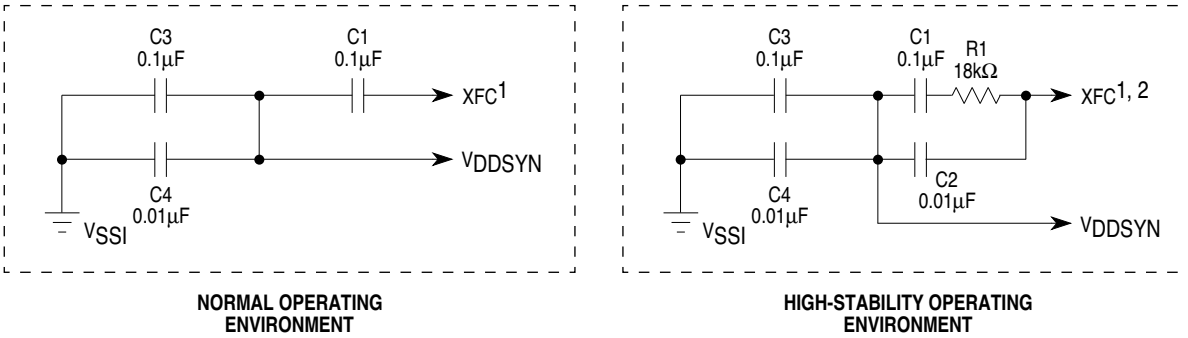 C3
0.1μF
C1
0.1μF
XFC1
VDDSYN
C4
0.01μF
VSSI
NORMAL OPERATING
ENVIRONMENT
C3
0.1μF
C1
0.1μF
R1
18kΩ
XFC1, 2
C4
0.01μF
C2
0.01μF
VSSI
VDDSYN
HIGH-STABILITY OPERATING
ENVIRONMENT